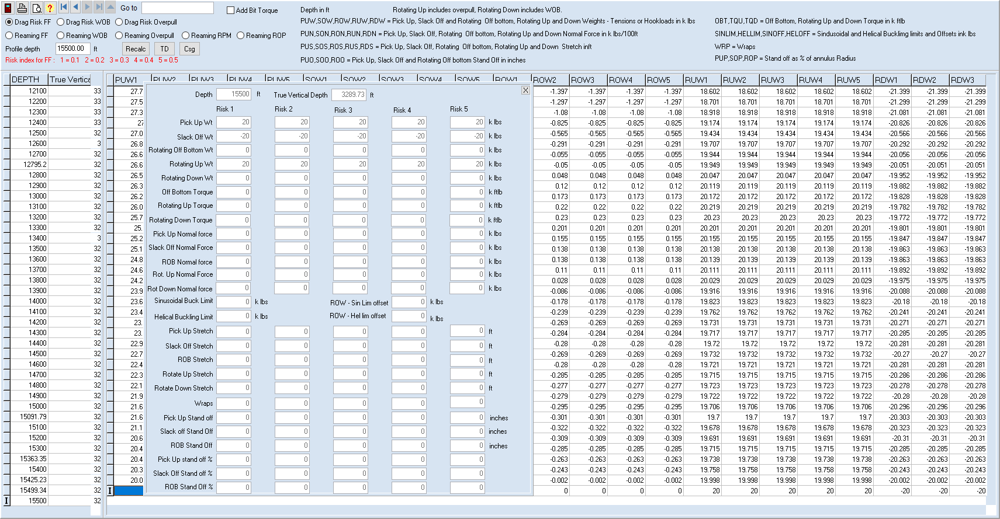 Go to
Add Bit Torque
Depth in ft
Rotating Up includes overpull, Rotating Down includes WOB.
Drag Risk FF Drag Risk WOB Drag Risk Overpull
PUW,SOW,ROW,RUW,RDW = Pick Up, Slack Off and Rotating Off bottom, Rotating Up and Down Weights - Tensions or Hookloads in k lbs
OBT,TQU,TQD = Off Bottom, Rotating Up and Down Torque in k ftlb
Reaming FF Reaming WOB Reaming Overpull Reaming RPM Reaming ROP
PUN,SON,RON,RUN,RDN = Pick Up, Slack Off, Rotating Off bottom, Rotating Up and Down Normal Force in k lbs/100ft
SINLIM,HELLIM,SINOFF,HELOFF = Sindusoidal and Helical Bucklimg limits and Offsets ink lbs
Profile depth 15500.00 ft Recalc TD Csg
PUS,SOS,ROS,RUS,RDS = Pick Up, Slack Off, Rotating Off bottom, Rotating Up and Down Stretch inft
WRP = Wraps
Risk index for FF : 1 = 0.1 2 = 0.2 3 = 0.3 4 = 0.4 5 = 0.5
PUO,SOO,ROO = Pick Up, Slack Off and Rotating Off bottom Stand Off in inches
PUP,SOP,ROP = Stand off as % of annulus Radius
DEPTH True Vertica
12100 33
12200 33
12300 33
12400 33
12500 32
12600 3
12700 32
12795.2 32
12800 32
12900 32
13000 32
13100 32
13200 32
13300 32
13400 3
13500 32
13600 32
13700 32
13800 32
13900 32
14000 32
14100 32
14200 32
14300 32
14400 32
14500 32
14600 32
14700 32
14800 32
14900 32
15000 32
15091.79 32
15100 32
15200 32
15300 32
15363.35 32
15400 32
15425.23 32
15499.34 32
15500 32
PUW1 PUW2 PUW3 PUW4 PUW5 SOW1 SOW2 SOW3 SOW4 SOW5 ROW1
27.7
27.5
27.3
27
27.0
26.8
26.6
26.6
26.5
26.3
26.2
26.0
25.7
25.
25.2
25.1
24.8
24.6
24.2
23.9
23.6
23.4
23.
23.
22.9
22.7
22.4
22.3
22.1
21.9
21.6
21.6
21.1
20.6
20.4
20.4
20.3
20.0
Depth 15500 ft True Vertical Depth 3289.73 ft
Risk 1 Risk 2 Risk 3 Risk 4 Risk 5
Pick Up Wt 20 20 20 20 20 k lbs
Slack Off Wt -20 -20 -20 -20 -20 k lbs
Rotating Off Bottom Wt 0 0 0 0 0 k lbs
Rotating Up Wt 20 20 20 20 20 k lbs
Rotating Down Wt 0 0 0 0 0 k lbs
Off Bottom Torque 0 0 0 0 0 k ftlb
Rotating Up Torque 0 0 0 0 0 k ftlb
Rotating Down Torque 0 0 0 0 0 k ftlb
Pick Up Normal force 0 0 0 0 0 k lbs
Slack Off Normal Force 0 0 0 0 0 k lbs
ROB Normal force 0 0 0 0 0 k lbs
Rot. Up Normal Force 0 0 0 0 0 k lbs
Rot Down Normal force 0 0 0 0 0 k lbs
Sinusoidal Buck Limit 0 k lbs ROW - Sin Lim offset 0 k lbs
Helical Buckling Limit 0 k lbs ROW - Hel lim offset 0 k lbs
Pick Up Stretch 0 0 0 0 0 ft
Slack Off Stretch 0 0 0 0 0 ft
ROB Stretch 0 0 0 0 0 ft
Rotate Up Stretch 0 0 0 0 0 ft
Rotate Down Stretch 0 0 0 0 0 ft
Wraps 0 0 0 0 0
Pick Up Stand off 0 0 0 0 0 inches
Slack off Stand Off 0 0 0 0 0 inches
ROB Stand Off 0 0 0 0 0 inches
Pick Up stand off % 0 0 0 0 0
Slack Off Stand off % 0 0 0 0 0
ROB Stand Off % 0 0 0 0 0
ROW2 ROW3 ROW4 ROW5 RUW1 RUW2 RUW3 RUW4 RUW5 RDW1 RDW2 RDW3
-1.397 -1.397 -1.397 -1.397 18.602 18.602 18.602 18.602 18.602 -21.399 -21.399 -21.399
-1.297 -1.297 -1.297 -1.297 18.701 18.701 18.701 18.701 18.701 -21.299 -21.299 -21.299
-1.08 -1.08 -1.08 -1.08 18.918 18.918 18.918 18.918 18.918 -21.081 -21.081 -21.081
-0.825 -0.825 -0.825 -0.825 19.174 19.174 19.174 19.174 19.174 -20.826 -20.826 -20.826
-0.565 -0.565 -0.565 -0.565 19.434 19.434 19.434 19.434 19.434 -20.566 -20.566 -20.566
-0.291 -0.291 -0.291 -0.291 19.707 19.707 19.707 19.707 19.707 -20.292 -20.292 -20.292
-0.055 -0.055 -0.055 -0.055 19.944 19.944 19.944 19.944 19.944 -20.056 -20.056 -20.056
-0.05 -0.05 -0.05 -0.05 19.949 19.949 19.949 19.949 19.949 -20.051 -20.051 -20.051
0.048 0.048 0.048 0.048 20.047 20.047 20.047 20.047 20.047 -19.952 -19.952 -19.952
0.12 0.12 0.12 0.12 20.119 20.119 20.119 20.119 20.119 -19.882 -19.882 -19.882
0.173 0.173 0.173 0.173 20.172 20.172 20.172 20.172 20.172 -19.828 -19.828 -19.828
0.22 0.22 0.22 0.22 20.219 20.219 20.219 20.219 20.219 -19.782 -19.782 -19.782
0.23 0.23 0.23 0.23 20.23 20.23 20.23 20.23 20.23 -19.772 -19.772 -19.772
0.201 0.201 0.201 0.201 20.201 20.201 20.201 20.201 20.201 -19.801 -19.801 -19.801
0.155 0.155 0.155 0.155 20.155 20.155 20.155 20.155 20.155 -19.847 -19.847 -19.847
0.138 0.138 0.138 0.138 20.138 20.138 20.138 20.138 20.138 -19.863 -19.863 -19.863
0.138 0.138 0.138 0.138 20.139 20.139 20.139 20.139 20.139 -19.863 -19.863 -19.863
0.11 0.11 0.11 0.11 20.111 20.111 20.111 20.111 20.111 -19.892 -19.892 -19.892
0.028 0.028 0.028 0.028 20.029 20.029 20.029 20.029 20.029 -19.975 -19.975 -19.975
-0.086 -0.086 -0.086 -0.086 19.916 19.916 19.916 19.916 19.916 -20.088 -20.088 -20.088
-0.178 -0.178 -0.178 -0.178 19.823 19.823 19.823 19.823 19.823 -20.18 -20.18 -20.18
-0.239 -0.239 -0.239 -0.239 19.762 19.762 19.762 19.762 19.762 -20.241 -20.241 -20.241
-0.269 -0.269 -0.269 -0.269 19.731 19.731 19.731 19.731 19.731 -20.271 -20.271 -20.271
-0.284 -0.284 -0.284 -0.284 19.717 19.717 19.717 19.717 19.717 -20.285 -20.285 -20.285
-0.28 -0.28 -0.28 -0.28 19.72 19.72 19.72 19.72 19.72 -20.281 -20.281 -20.281
-0.269 -0.269 -0.269 -0.269 19.732 19.732 19.732 19.732 19.732 -20.27 -20.27 -20.27
-0.28 -0.28 -0.28 -0.28 19.721 19.721 19.721 19.721 19.721 -20.281 -20.281 -20.281
-0.285 -0.285 -0.285 -0.285 19.715 19.715 19.715 19.715 19.715 -20.286 -20.286 -20.286
-0.277 -0.277 -0.277 -0.277 19.723 19.723 19.723 19.723 19.723 -20.278 -20.278 -20.278
-0.279 -0.279 -0.279 -0.279 19.722 19.722 19.722 19.722 19.722 -20.28 -20.28 -20.28
-0.295 -0.295 -0.295 -0.295 19.706 19.706 19.706 19.706 19.706 -20.296 -20.296 -20.296
-0.301 -0.301 -0.301 -0.301 19.7 19.7 19.7 19.7 19.7 -20.303 -20.303 -20.303
-0.322 -0.322 -0.322 -0.322 19.678 19.678 19.678 19.678 19.678 -20.323 -20.323 -20.323
-0.309 -0.309 -0.309 -0.309 19.691 19.691 19.691 19.691 19.691 -20.31 -20.31 -20.31
-0.285 -0.285 -0.285 -0.285 19.715 19.715 19.715 19.715 19.715 -20.285 -20.285 -20.285
-0.263 -0.263 -0.263 -0.263 19.738 19.738 19.738 19.738 19.738 -20.263 -20.263 -20.263
-0.243 -0.243 -0.243 -0.243 19.758 19.758 19.758 19.758 19.758 -20.243 -20.243 -20.243
-0.002 -0.002 -0.002 -0.002 19.998 19.998 19.998 19.998 19.998 -20.002 -20.002 -20.002
0 0 0 0 20 20 20 20 20 -20 -20 -20